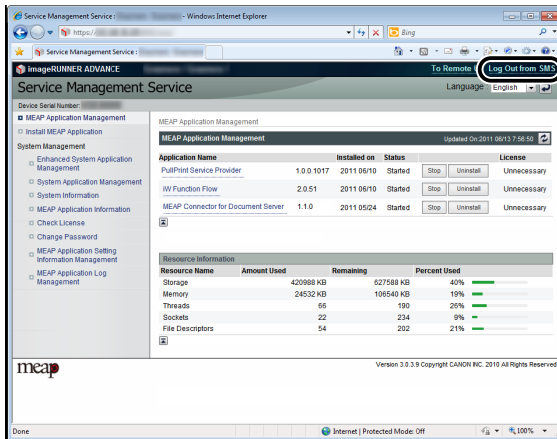 Service Management Service : - Windows Internet Explorer
https://
Bing
Service Management Service :
imageRUNNER ADVANCE
To Remote
Log Out from SMS
Service Management Service
Language : English
Device Serial Number:
MEAP Application Management
Install MEAP Application
System Management
Enhanced System Application
Management
System Application Management
System Information
MEAP Application Information
Check License
Change Password
MEAP Application Setting
Information Management
MEAP Application Log
Management
MEAP Application Management
MEAP Application Management
Updated On:2011 06/13 7:56:50
Application Name Installed on Status License
PullPrint Service Provider 1.0.0.1017 2011 06/10 Started Stop Uninstall Unnecessary
iW Function Flow 2.0.51 2011 06/10 Started Stop Uninstall Unnecessary
MEAP Connector for Document Server 1.1.0 2011 05/24 Started Stop Uninstall Unnecessary
Resource Information
Resource Name Amount Used Remaining Percent Used
Storage 420988 KB 627588 KB 40%
Memory 24532 KB 106540 KB 19%
Threads 66 190 26%
Sockets 22 234 9%
File Descriptors 54 202 21%
meap
Version 3.0.3.9 Copyright CANON INC. 2010 All Rights Reserved
Done
Internet | Protected Mode: Off
100%